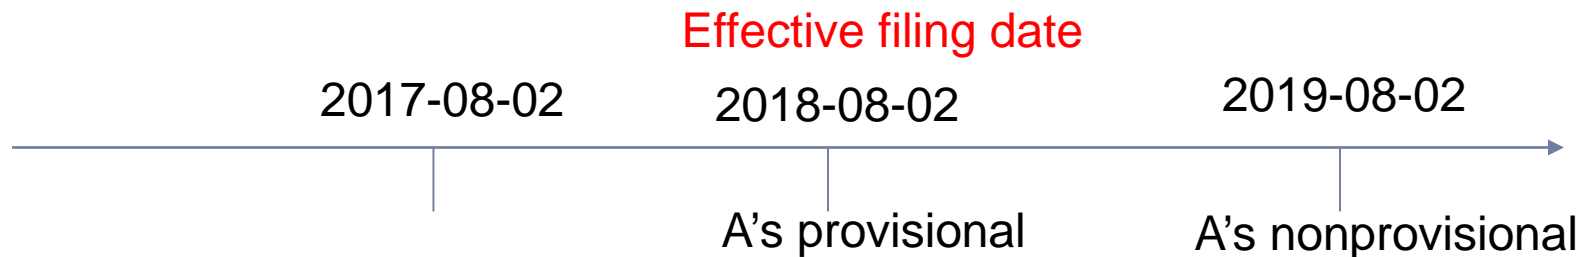 Effective filing date
2017-08-02
2018-08-02
2019-08-02
A's provisional
A's nonprovisional